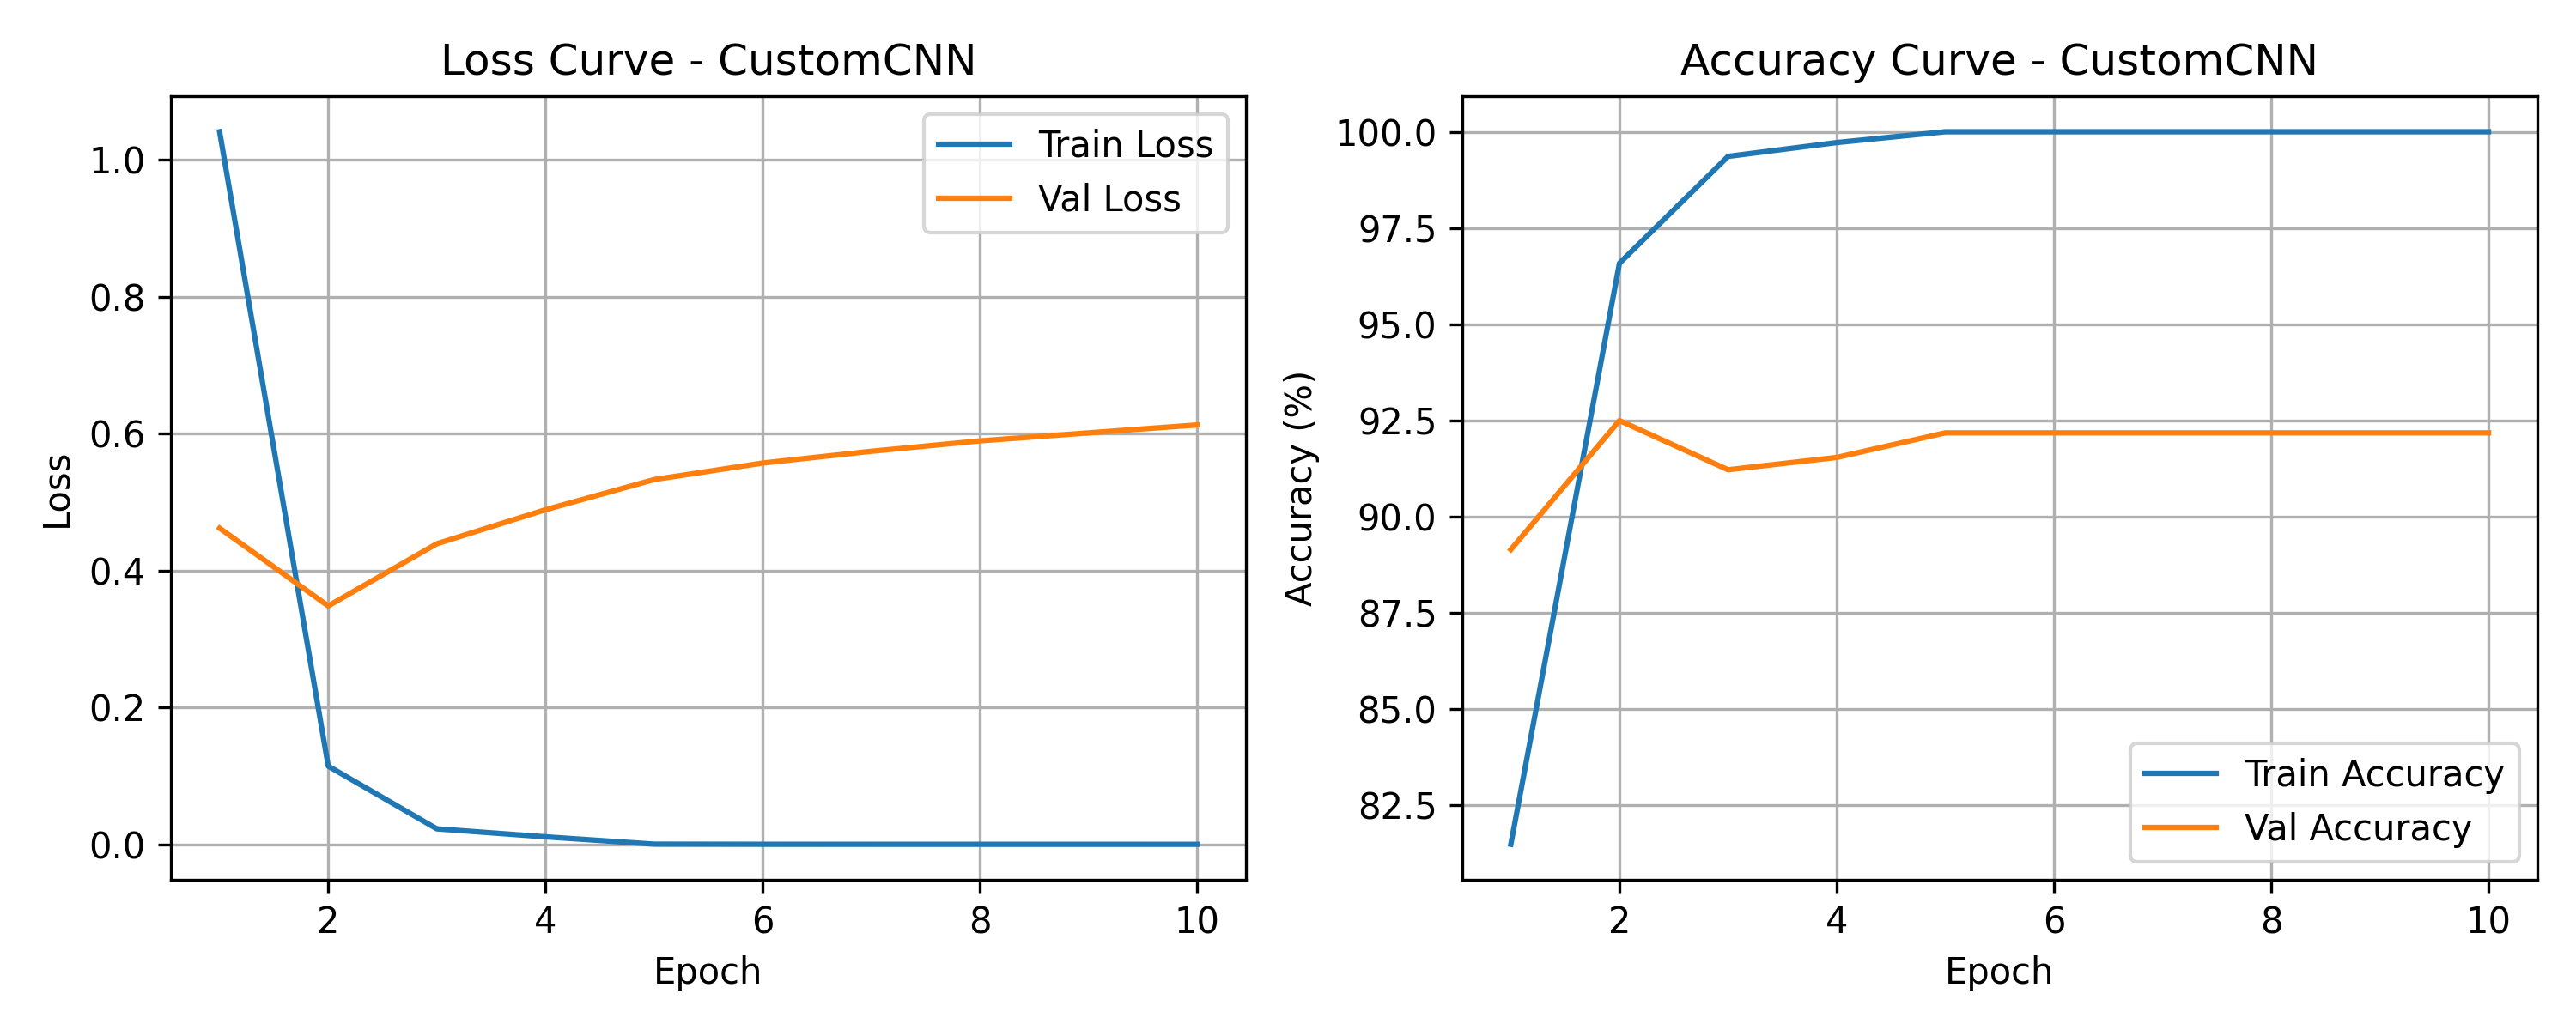 Loss Curve - CustomCNN
Train Loss
Val Loss
1.0
0.8
0.6
0.4
0.2
0.0
Loss
2 4 6 8 10
Epoch
Accuracy Curve - CustomCNN
100.0
97.5
95.0
92.5
90.0
87.5
85.0
82.5
Accuracy (%)
Train Accuracy
Val Accuracy
2 4 6 8 10
Epoch